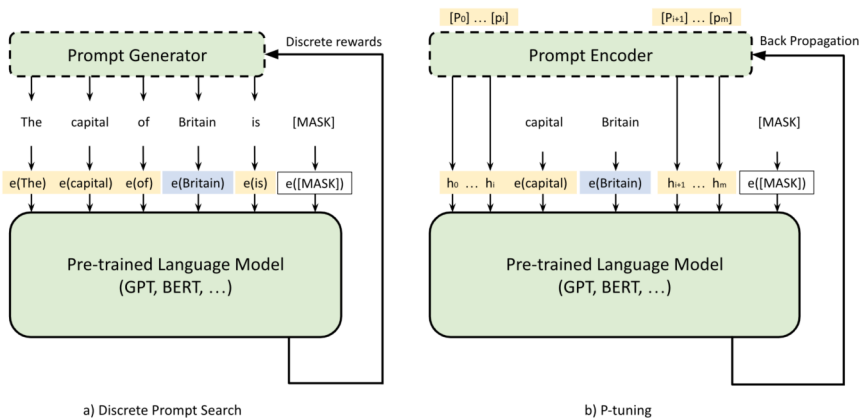 Prompt Generator
Discrete rewards
The capital of Britain is [MASK]
e(The) e(capital) e(of) e(Britain) e(is) e([MASK])
Pre-trained Language Model
(GPT, BERT, …)
a) Discrete Prompt Search
[P0] … [pi] [Pi+1] … [pm]
Prompt Encoder
Back Propagation
capital Britain [MASK]
h0 … hi e(capital) e(Britain) hi+1 … hm e([MASK])
Pre-trained Language Model
(GPT, BERT, …)
b) P-tuning